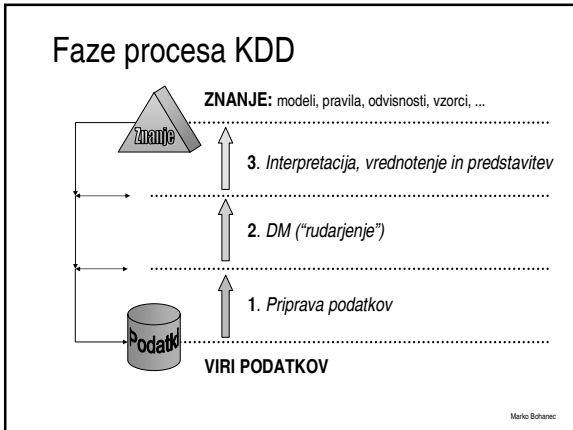 Faze procesa KDD
ZNANJE: modeli, pravila, odvisnosti, vzorci, ...
Znanje
3. Interpretacija, vrednotenje in predstavitev
2. DM (“rudarjenje”)
1. Priprava podatkov
Podatki
VIRI PODATKOV
Marko Bohanec